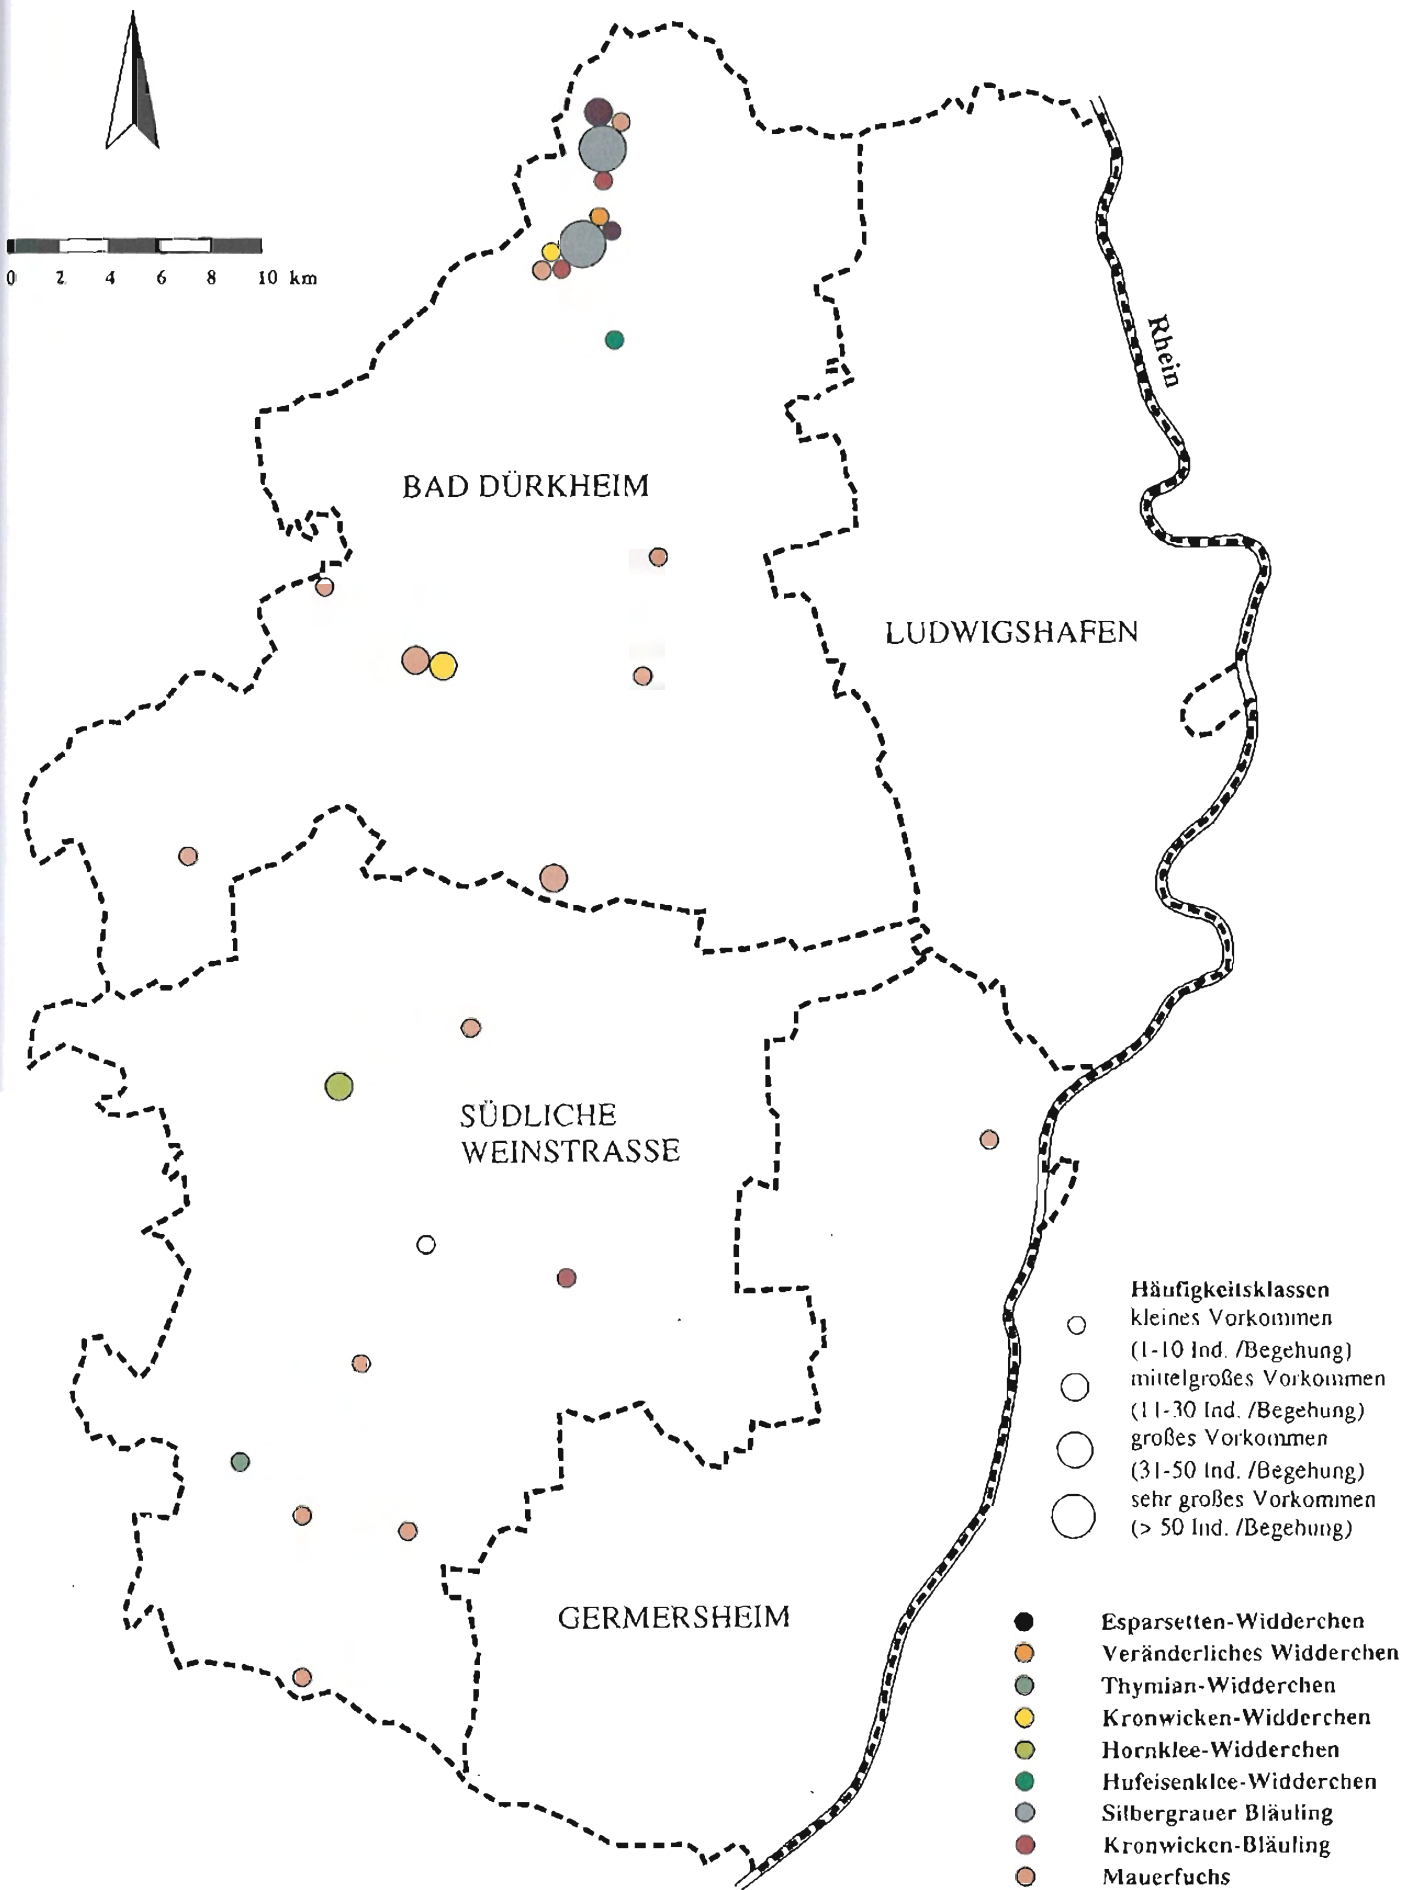 0 2 4 6 8 10 km
Rhein
BAD DÜRKHEIM
LUDWIGSHAFEN
SÜDLICHE
WEINSTRASSE
GERMERSHEIM
Häufigkeitsklassen
kleines Vorkommen
(1-10 Ind. /Begehung)
mittelgroßes Vorkommen
(11-30 Ind. /Begehung)
großes Vorkommen
(31-50 Ind. /Begehung)
sehr großes Vorkommen
(> 50 Ind. /Begehung)
Esparsetten-Widderchen
Veränderliches Widderchen
Thymian-Widderchen
Kronwicken-Widderchen
Hornklee-Widderchen
Hufeisenklee-Widderchen
Silbergrauer Bläuling
Kronwicken-Bläuling
Mauerfuchs